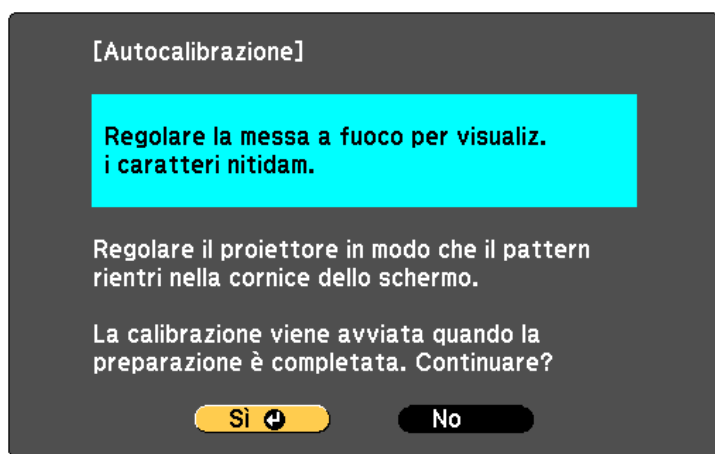 [Autocalibrazione]
Regolare la messa a fuoco per visualiz.
i caratteri nitidam.
Regolare il proiettore in modo che il pattern
rientri nella cornice dello schermo.
La calibrazione viene avviata quando la
preparazione è completata. Continuare?
Sì No